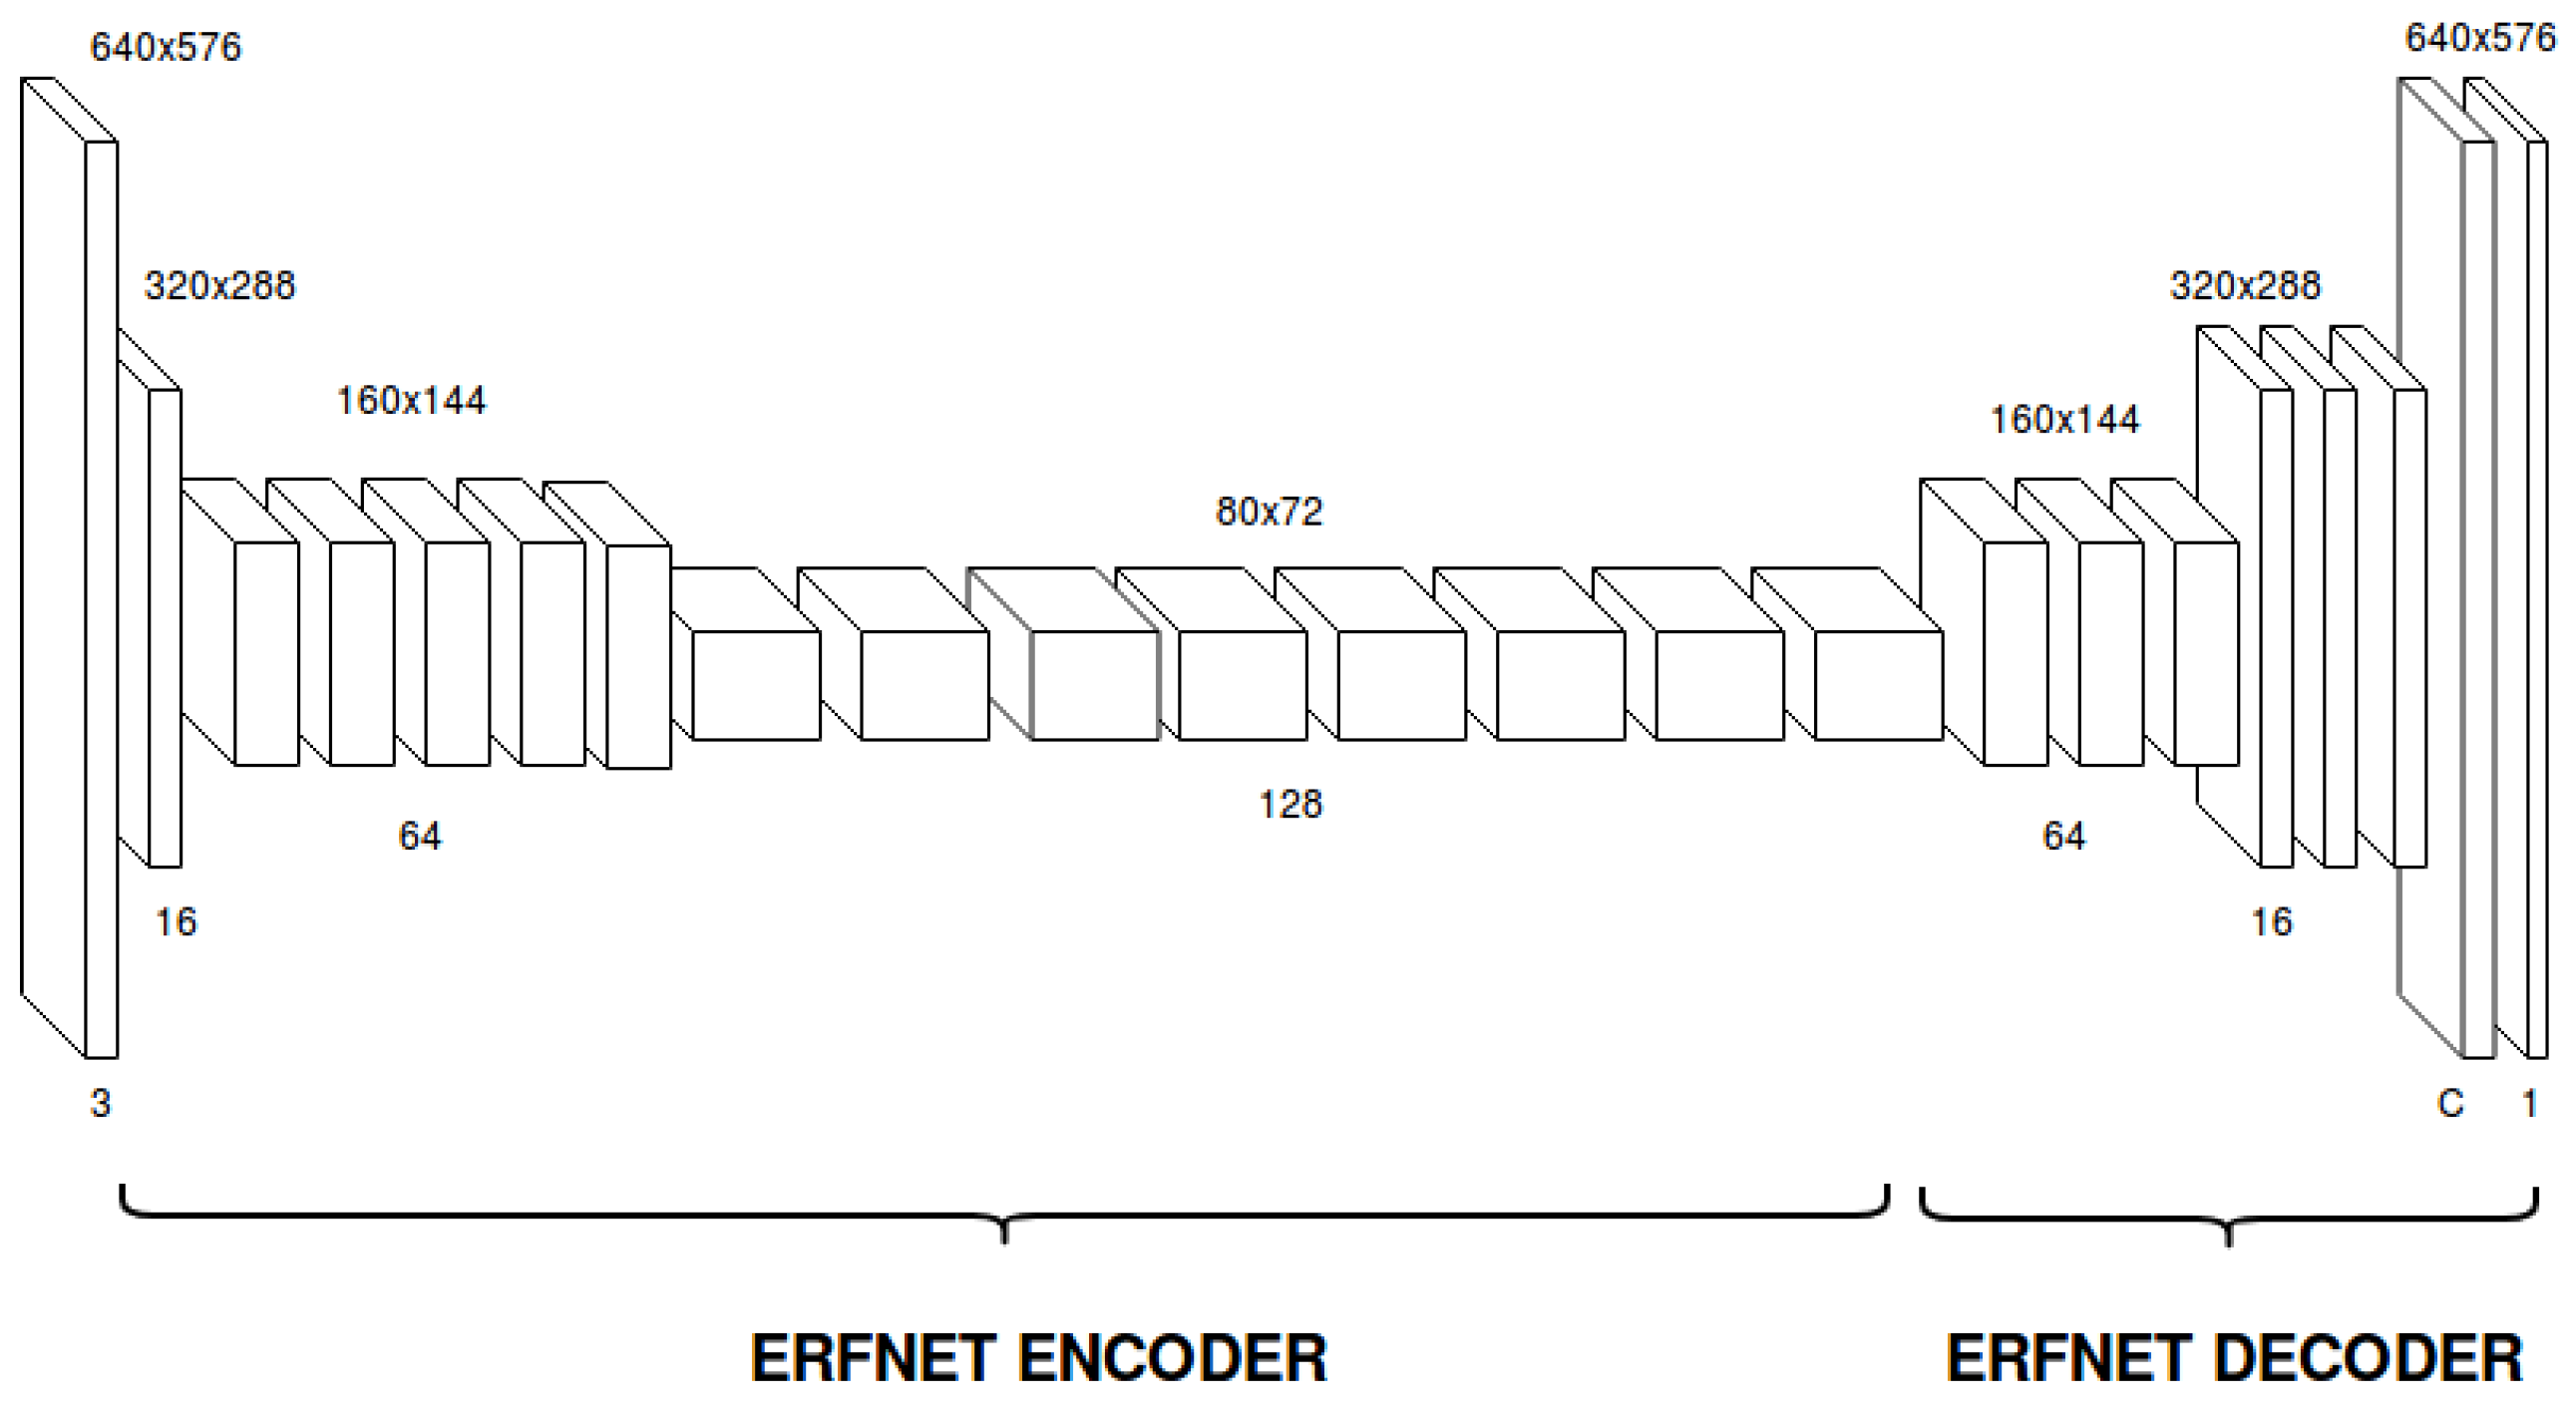 640x576
640x576
320x288
320x288
160x144
160x144
80x72
128
64
64
16
16
3
C
1
ERFNET ENCODER
ERFNET DECODER